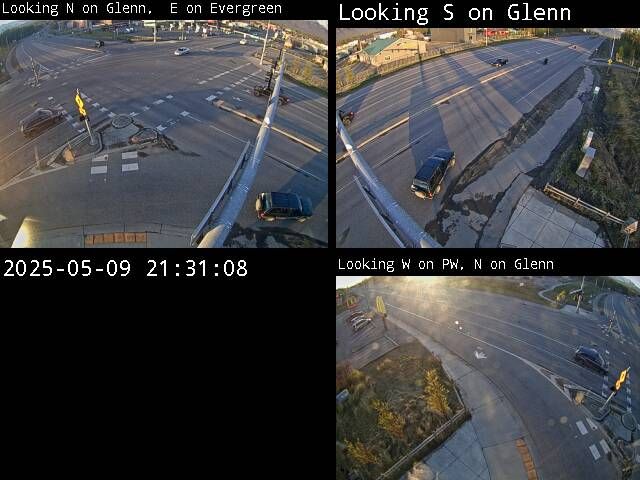 Looking N on Glenn,  E on Evergreen
Looking S on Glenn
2025-05-09 21:31:08
Looking W on PW, N on Glenn